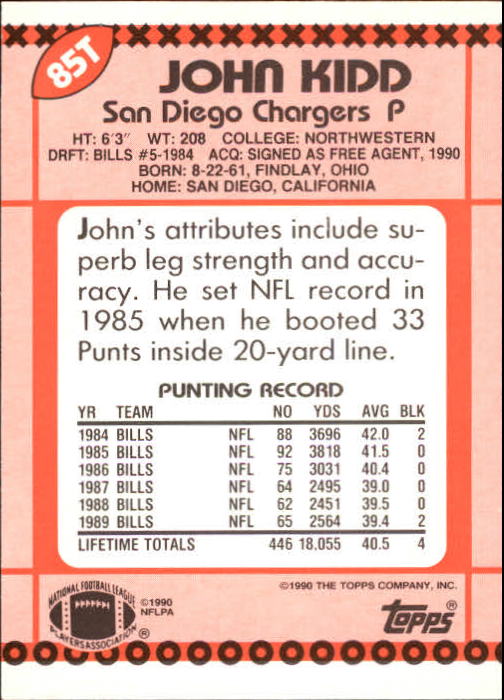 85T
JOHN KIDD
San Diego Chargers P
HT: 6'3" WT: 208 COLLEGE: NORTHWESTERN
DRFT: BILLS #5-1984 ACQ: SIGNED AS FREE AGENT, 1990
BORN: 8-22-61, FINDLAY, OHIO
HOME: SAN DIEGO, CALIFORNIA
John's attributes include su-
perb leg strength and accu-
racy. He set NFL record in
1985 when he booted 33
Punts inside 20-yard line.
PUNTING RECORD
YR TEAM NO YDS AVG BLK
1984 BILLS NFL 88 3696 42.0 2
1985 BILLS NFL 92 3818 41.5 0
1986 BILLS NFL 75 3031 40.4 0
1987 BILLS NFL 64 2495 39.0 0
1988 BILLS NFL 62 2451 39.5 0
1989 BILLS NFL 65 2564 39.4 2
LIFETIME TOTALS 446 18.055 40.5 4
©1990 THE TOPPS COMPANY, INC.
NATIONAL FOOTBALL LEAGUE
PLAYERS ASSOCIATION ®
©1990
NFLPA
topps®